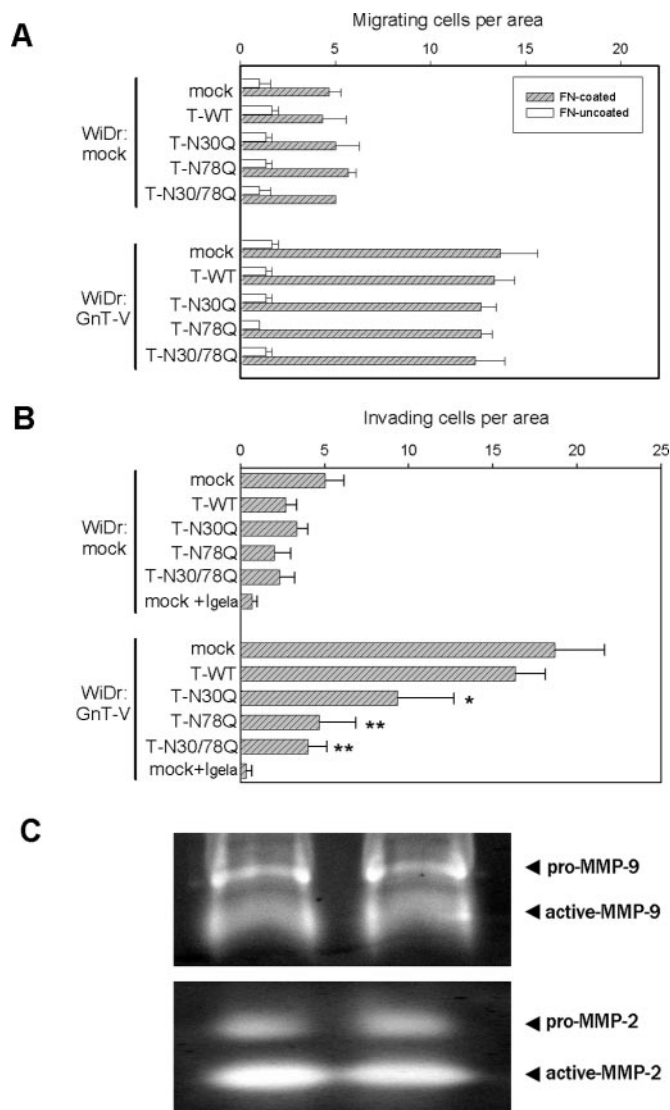 A
Migrating cells per area
0 5 10 15 20
FN-coated
FN-uncoated
WiDr:
mock
mock
T-WT
T-N30Q
T-N78Q
T-N30/78Q
WiDr:
GnT-V
mock
T-WT
T-N30Q
T-N78Q
T-N30/78Q
B
Invading cells per area
0 5 10 15 20 25
WiDr:
mock
mock
T-WT
T-N30Q
T-N78Q
T-N30/78Q
mock +Igela
WiDr:
GnT-V
mock
T-WT
T-N30Q *
T-N78Q **
T-N30/78Q **
mock+Igela
C
◄ pro-MMP-9
◄ active-MMP-9
◄ pro-MMP-2
◄ active-MMP-2